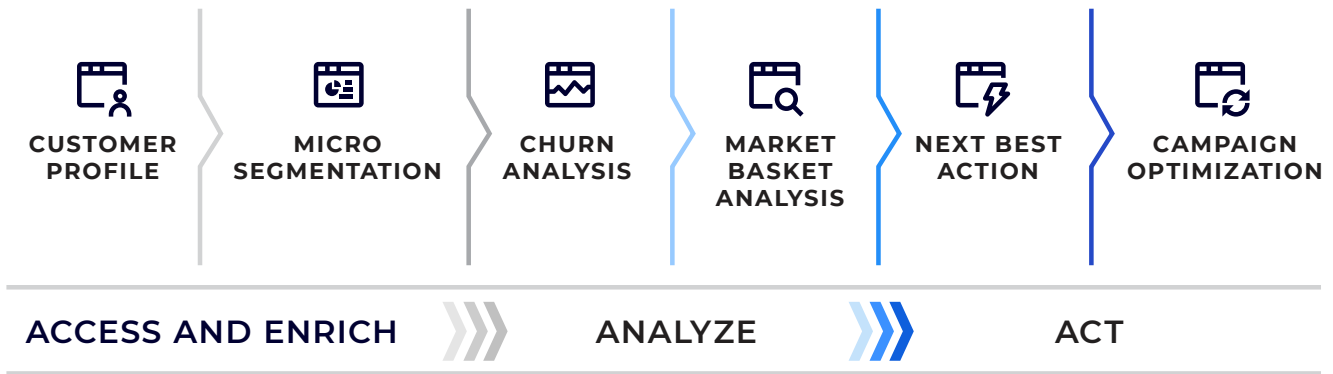 CUSTOMER
PROFILE
MICRO
SEGMENTATION
CHURN
ANALYSIS
MARKET
BASKET
ANALYSIS
NEXT BEST
ACTION
CAMPAIGN
OPTIMIZATION
ACCESS AND ENRICH
ANALYZE
ACT